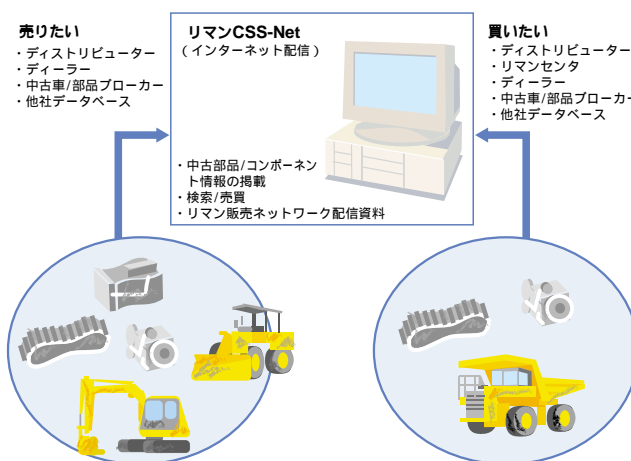 売りたい
・ディストリビューター
・ディーラー
・中古車/部品ブローカー
・他社データベース
リマンCSS-Net
(インターネット配信)
・中古部品/コンポーネン
ト情報の掲載
・検索/売買
・リマン販売ネットワーク配信資料
買いたい
・ディストリビューター
・リマンセンタ
・ディーラー
・中古車/部品ブローカー
・他社データベース